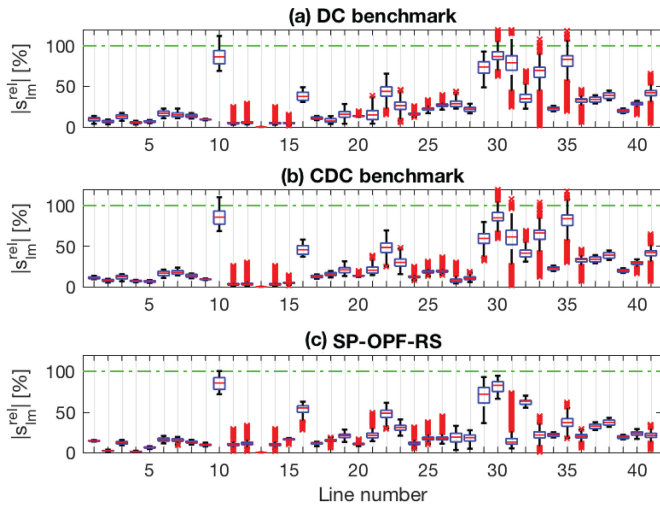 (a) DC benchmark
|s_lm^rel| [%]
100
50
0
5 10 15 20 25 30 35 40
(b) CDC benchmark
|s_lm^rel| [%]
100
50
0
5 10 15 20 25 30 35 40
(c) SP-OPF-RS
|s_lm^rel| [%]
100
50
0
5 10 15 20 25 30 35 40
Line number